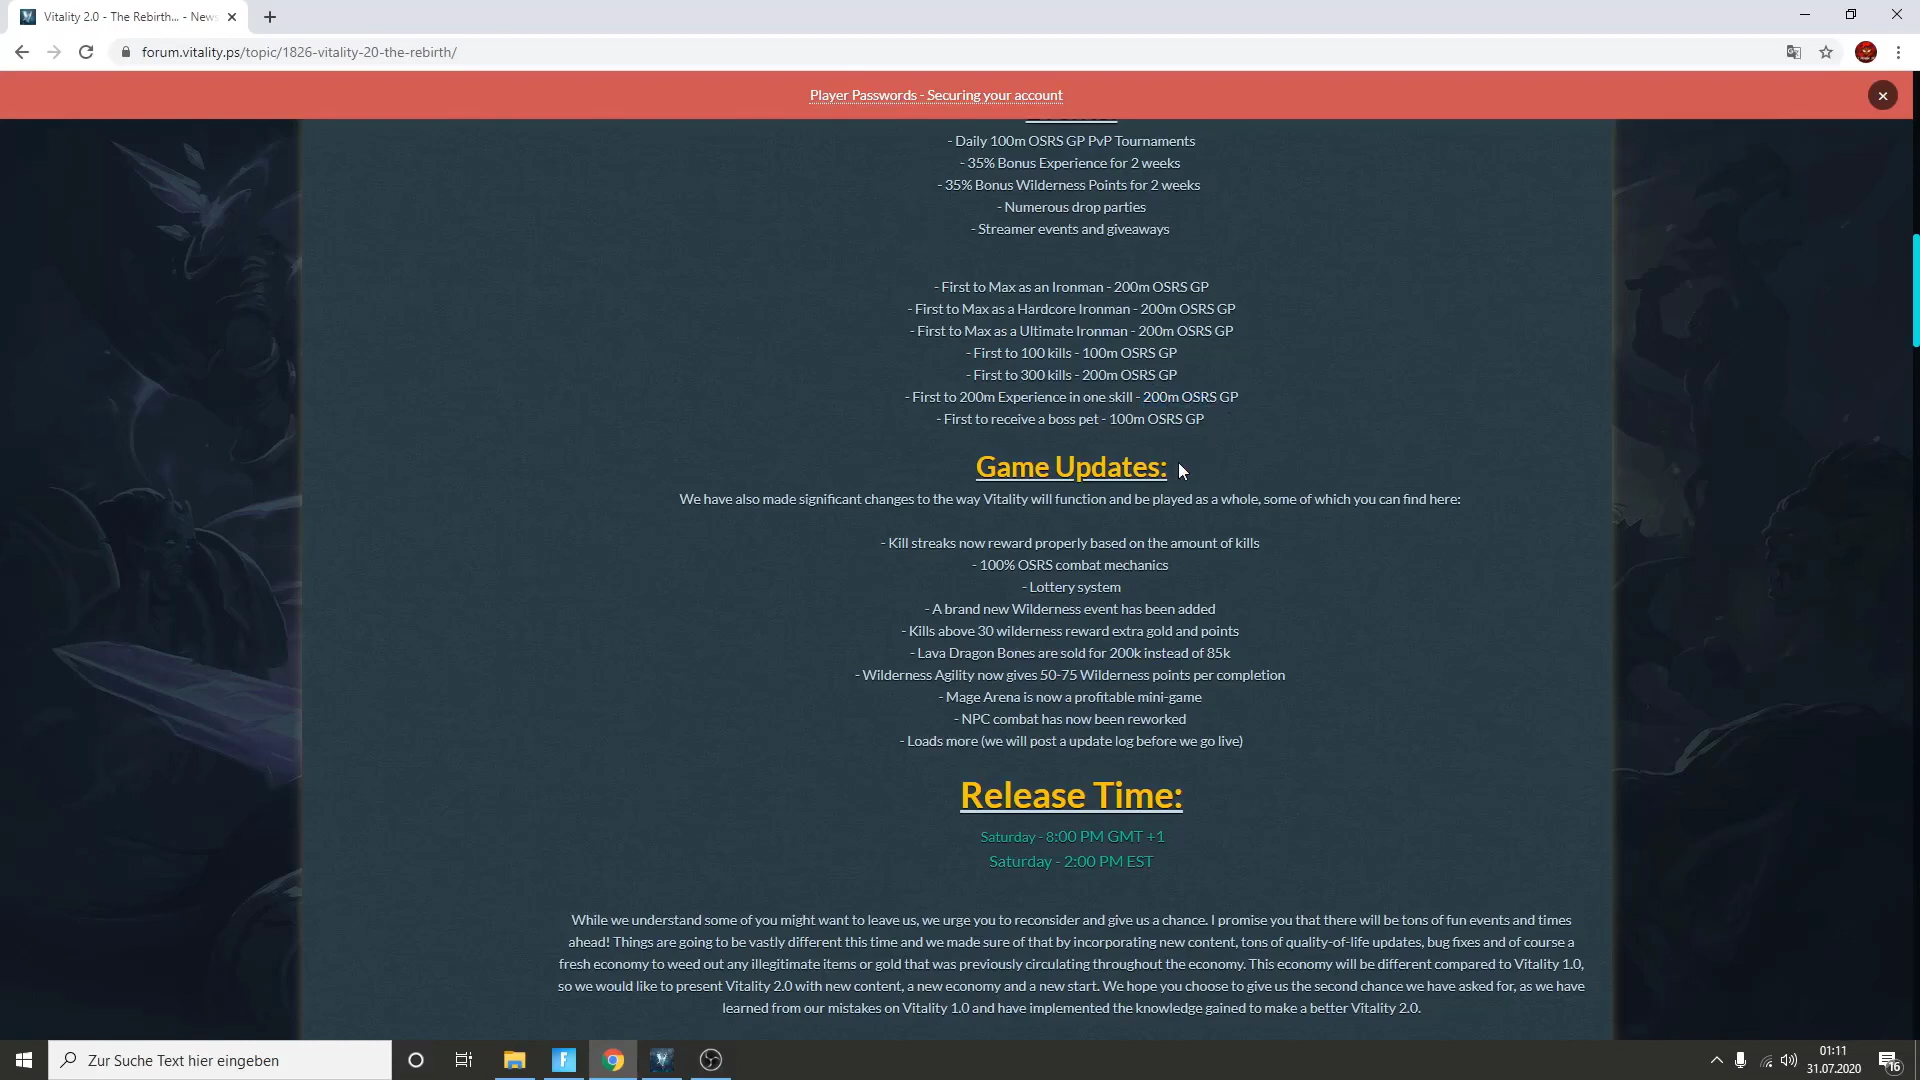 Vitality 2.0 - The Rebirth... - News
forum.vitality.ps/topic/1826-vitality-20-the-rebirth/
Player Passwords - Securing your account
- Daily 100m OSRS GP PvP Tournaments
- 35% Bonus Experience for 2 weeks
- 35% Bonus Wilderness Points for 2 weeks
- Numerous drop parties
- Streamer events and giveaways
- First to Max as an Ironman - 200m OSRS GP
- First to Max as a Hardcore Ironman - 200m OSRS GP
- First to Max as a Ultimate Ironman - 200m OSRS GP
- First to 100 kills - 100m OSRS GP
- First to 300 kills - 200m OSRS GP
- First to 200m Experience in one skill - 200m OSRS GP
- First to receive a boss pet - 100m OSRS GP
Game Updates:
We have also made significant changes to the way Vitality will function and be played as a whole, some of which you can find here:
- Kill streaks now reward properly based on the amount of kills
- 100% OSRS combat mechanics
- Lottery system
- A brand new Wilderness event has been added
- Kills above 30 wilderness reward extra gold and points
- Lava Dragon Bones are sold for 200k instead of 85k
- Wilderness Agility now gives 50-75 Wilderness points per completion
- Mage Arena is now a profitable mini-game
- NPC combat has now been reworked
- Loads more (we will post a update log before we go live)
Release Time:
Saturday - 8:00 PM GMT +1
Saturday - 2:00 PM EST
While we understand some of you might want to leave us, we urge you to reconsider and give us a chance. I promise you that there will be tons of fun events and times
ahead! Things are going to be vastly different this time and we made sure of that by incorporating new content, tons of quality-of-life updates, bug fixes and of course a
fresh economy to weed out any illegitimate items or gold that was previously circulating throughout the economy. This economy will be different compared to Vitality 1.0,
so we would like to present Vitality 2.0 with new content, a new economy and a new start. We hope you choose to give us the second chance we have asked for, as we have
learned from our mistakes on Vitality 1.0 and have implemented the knowledge gained to make a better Vitality 2.0.
Zur Suche Text hier eingeben
01:11
31.07.2020
16